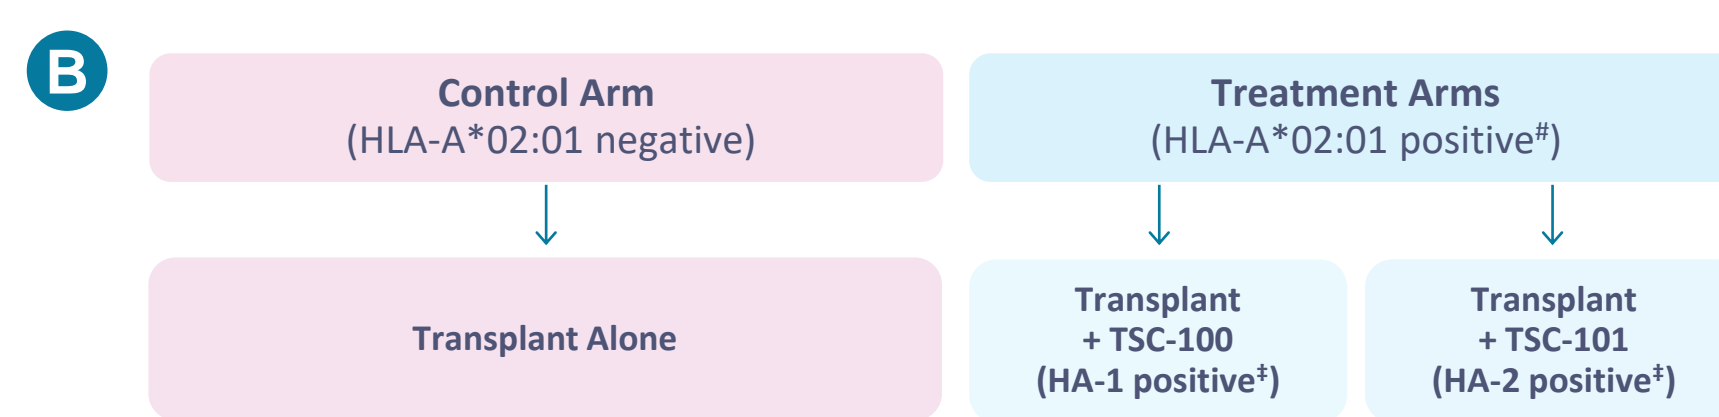 B
Control Arm
(HLA-A*02:01 negative)
Treatment Arms
(HLA-A*02:01 positive#)
Transplant Alone
Transplant
+ TSC-100
(HA-1 positive‡)
Transplant
+ TSC-101
(HA-2 positive‡)